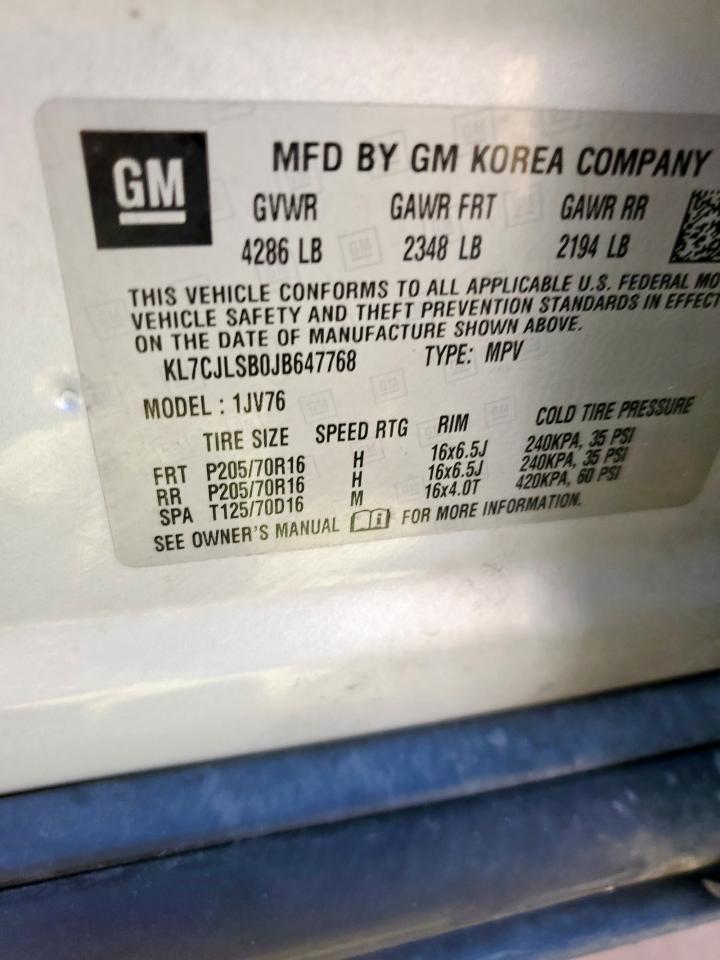 GM
MFD BY GM KOREA COMPANY
GVWR GAWR FRT GAWR RR
4286 LB 2348 LB 2194 LB
THIS VEHICLE CONFORMS TO ALL APPLICABLE U.S. FEDERAL MO
VEHICLE SAFETY AND THEFT PREVENTION STANDARDS IN EFFECT
ON THE DATE OF MANUFACTURE SHOWN ABOVE.
KL7CJLSB0JB647768 TYPE: MPV
MODEL : 1JV76
TIRE SIZE SPEED RTG RIM COLD TIRE PRESSURE
FRT P205/70R16 H 16x6.5J 240KPA, 35 PSI
RR P205/70R16 H 16x6.5J 240KPA, 35 PSI
SPA T125/70D16 M 16x4.0T 420KPA, 60 PSI
SEE OWNER'S MANUAL FOR MORE INFORMATION.